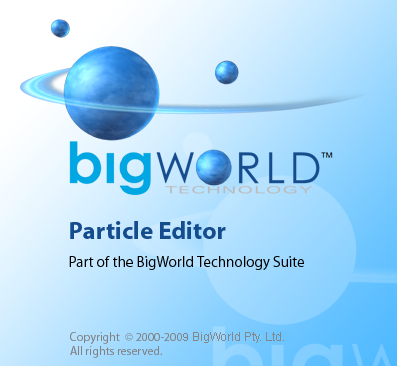 bigWORLD™
TECHNOLOGY
Particle Editor
Part of the BigWorld Technology Suite
Copyright © 2000-2009 BigWorld Pty. Ltd.
All rights reserved.
bigw